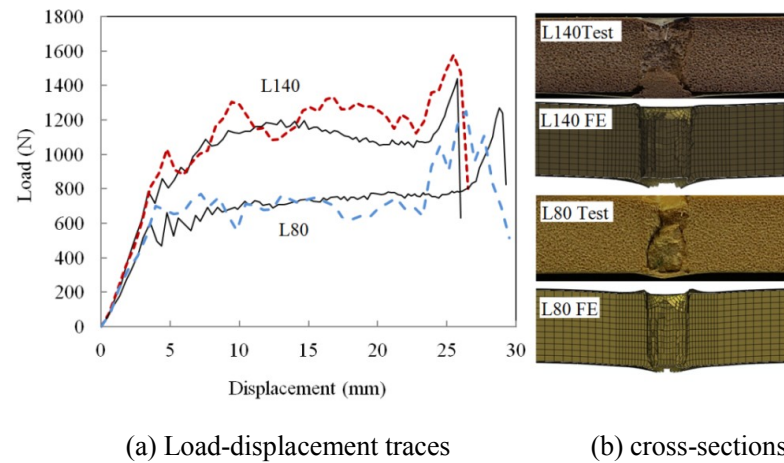 1800
1600
1400
1200
1000
800
600
400
200
0
Load (N)
L140
L80
0 5 10 15 20 25 30
Displacement (mm)
L140Test
L140 FE
L80 Test
L80 FE
(a) Load-displacement traces (b) cross-sections